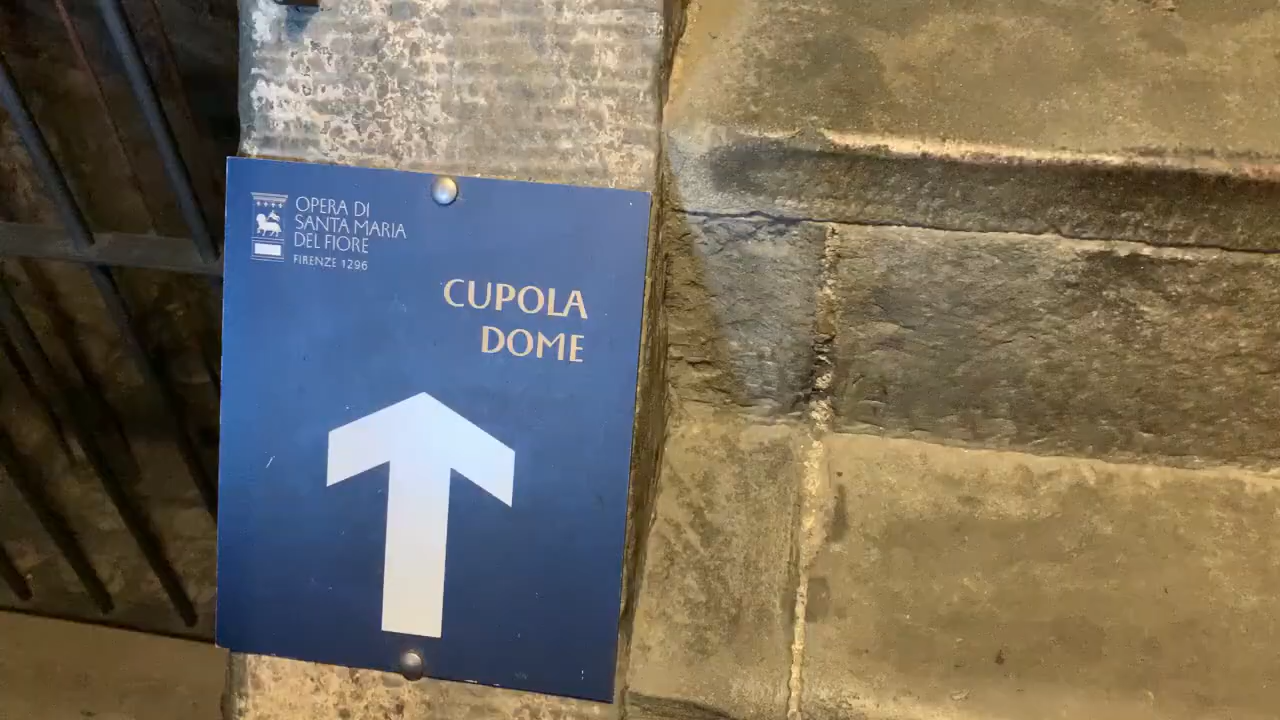 OPERA DI
SANTA MARIA
DEL FIORE
FIRENZE 1296
CUPOLA
DOME